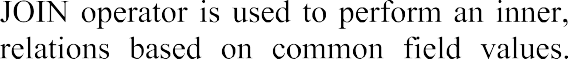 JOIN operator is used to perform an inner,
relations based on common field values.